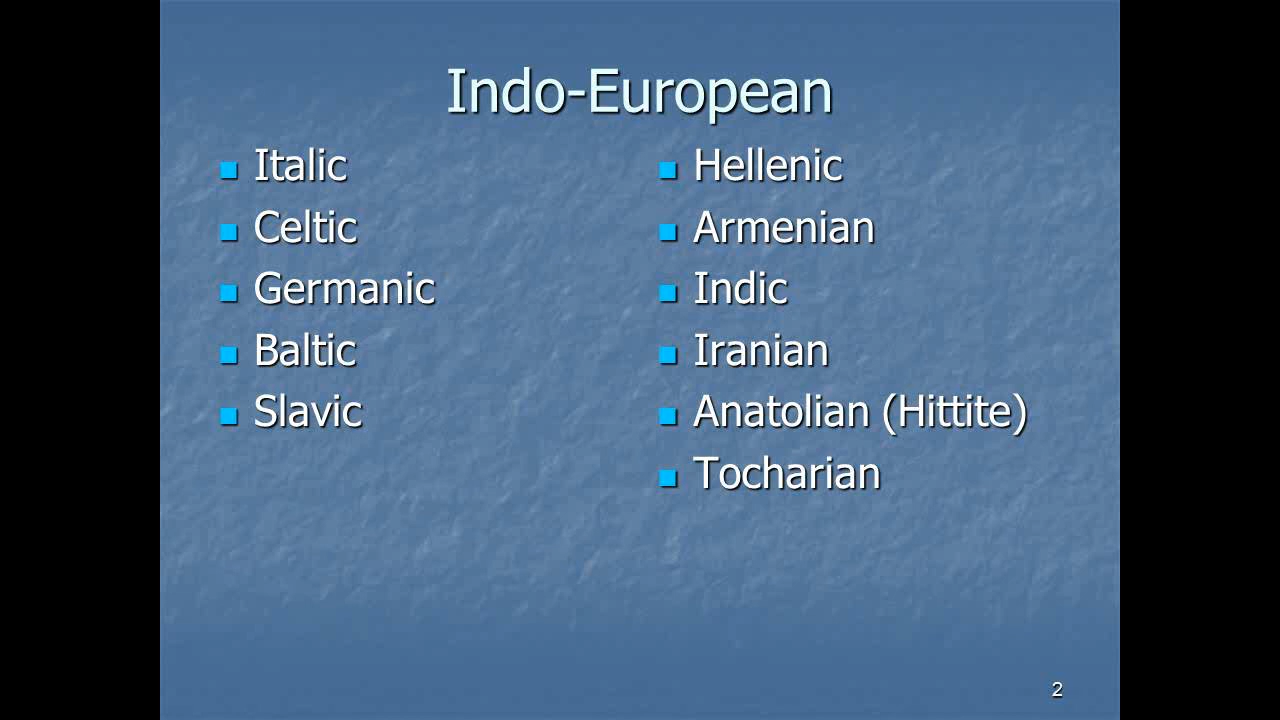 Indo-European
Italic
Celtic
Germanic
Baltic
Slavic
Hellenic
Armenian
Indic
Iranian
Anatolian (Hittite)
Tocharian
2